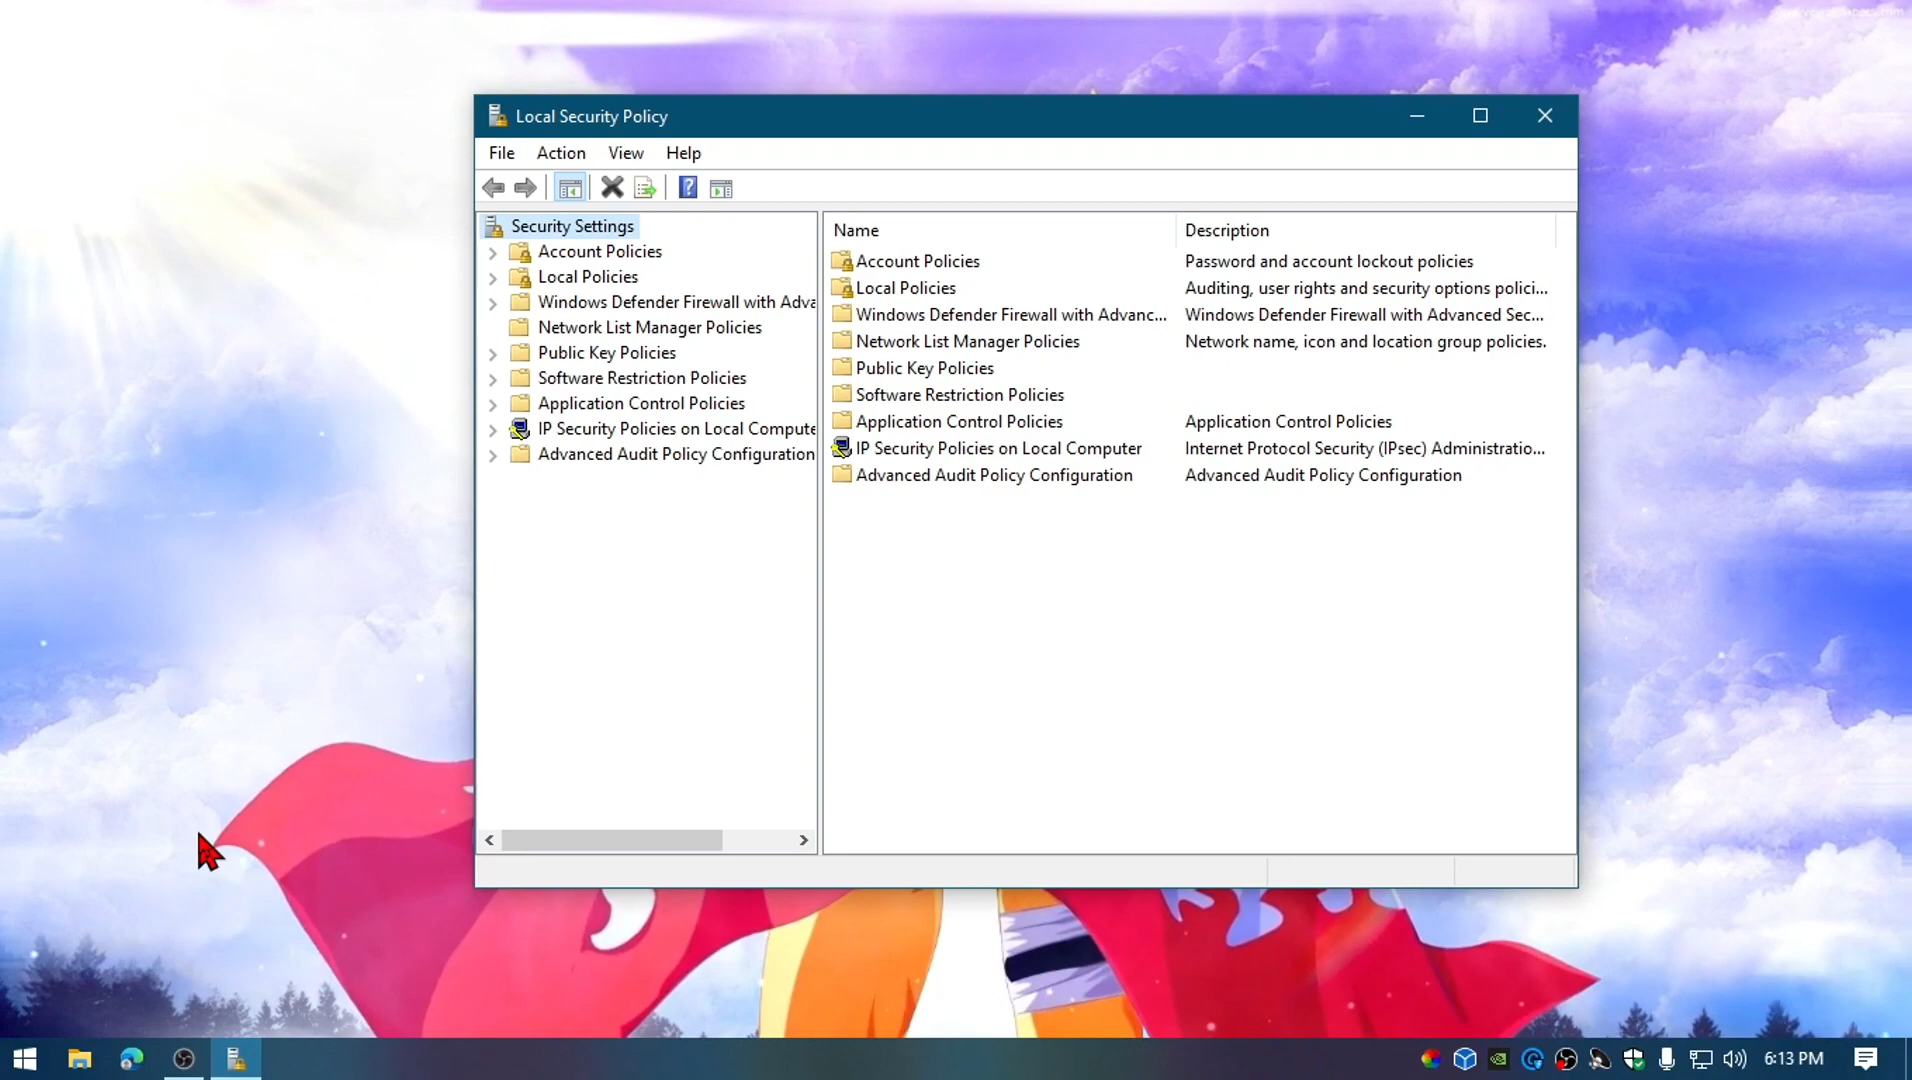 Local Security Policy
File Action View Help
Security Settings
Account Policies
Local Policies
Windows Defender Firewall with Adva
Network List Manager Policies
Public Key Policies
Software Restriction Policies
Application Control Policies
IP Security Policies on Local Compute
Advanced Audit Policy Configuration
Name Description
Account Policies Password and account lockout policies
Local Policies Auditing, user rights and security options polici...
Windows Defender Firewall with Advanc... Windows Defender Firewall with Advanced Sec...
Network List Manager Policies Network name, icon and location group policies.
Public Key Policies
Software Restriction Policies
Application Control Policies Application Control Policies
IP Security Policies on Local Computer Internet Protocol Security (IPsec) Administratio...
Advanced Audit Policy Configuration Advanced Audit Policy Configuration
6:13 PM